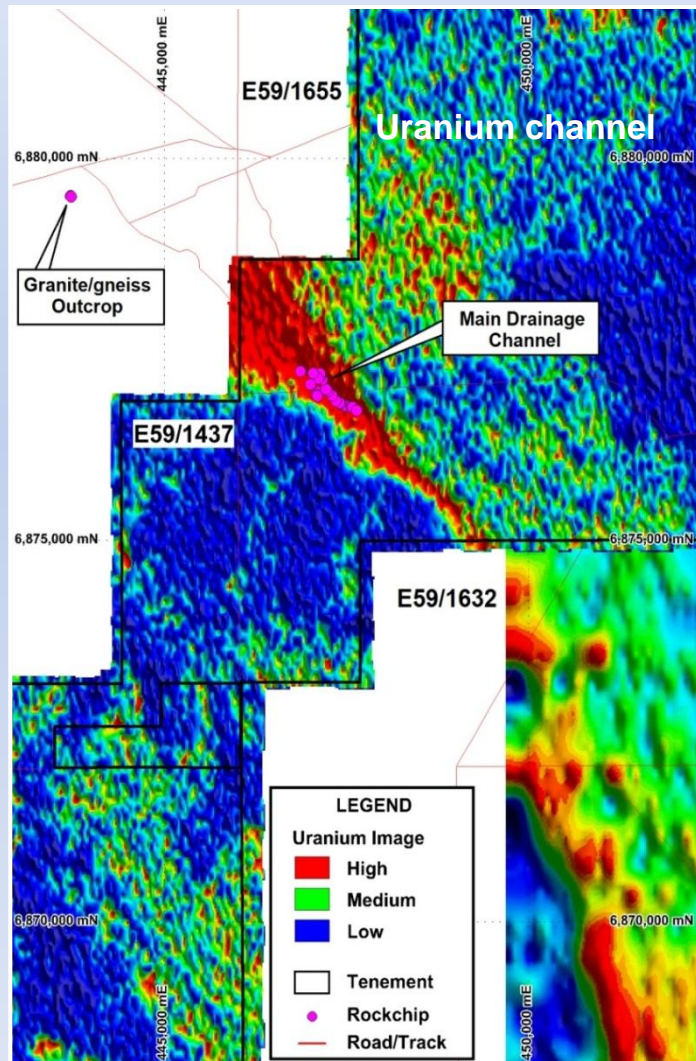 445,000 mE
450,000 mE
E59/1655
Uranium channel
6,880,000 mN
6,880,000 mN
Granite/gneiss
Outcrop
Main Drainage
Channel
E59/1437
6,875,000 mN
6,875,000 mN
E59/1632
LEGEND
Uranium Image
High
Medium
Low
Tenement
Rockchip
Road/Track
6,870,000 mN
6,870,000 mN
445,000 mE
450,000 mE